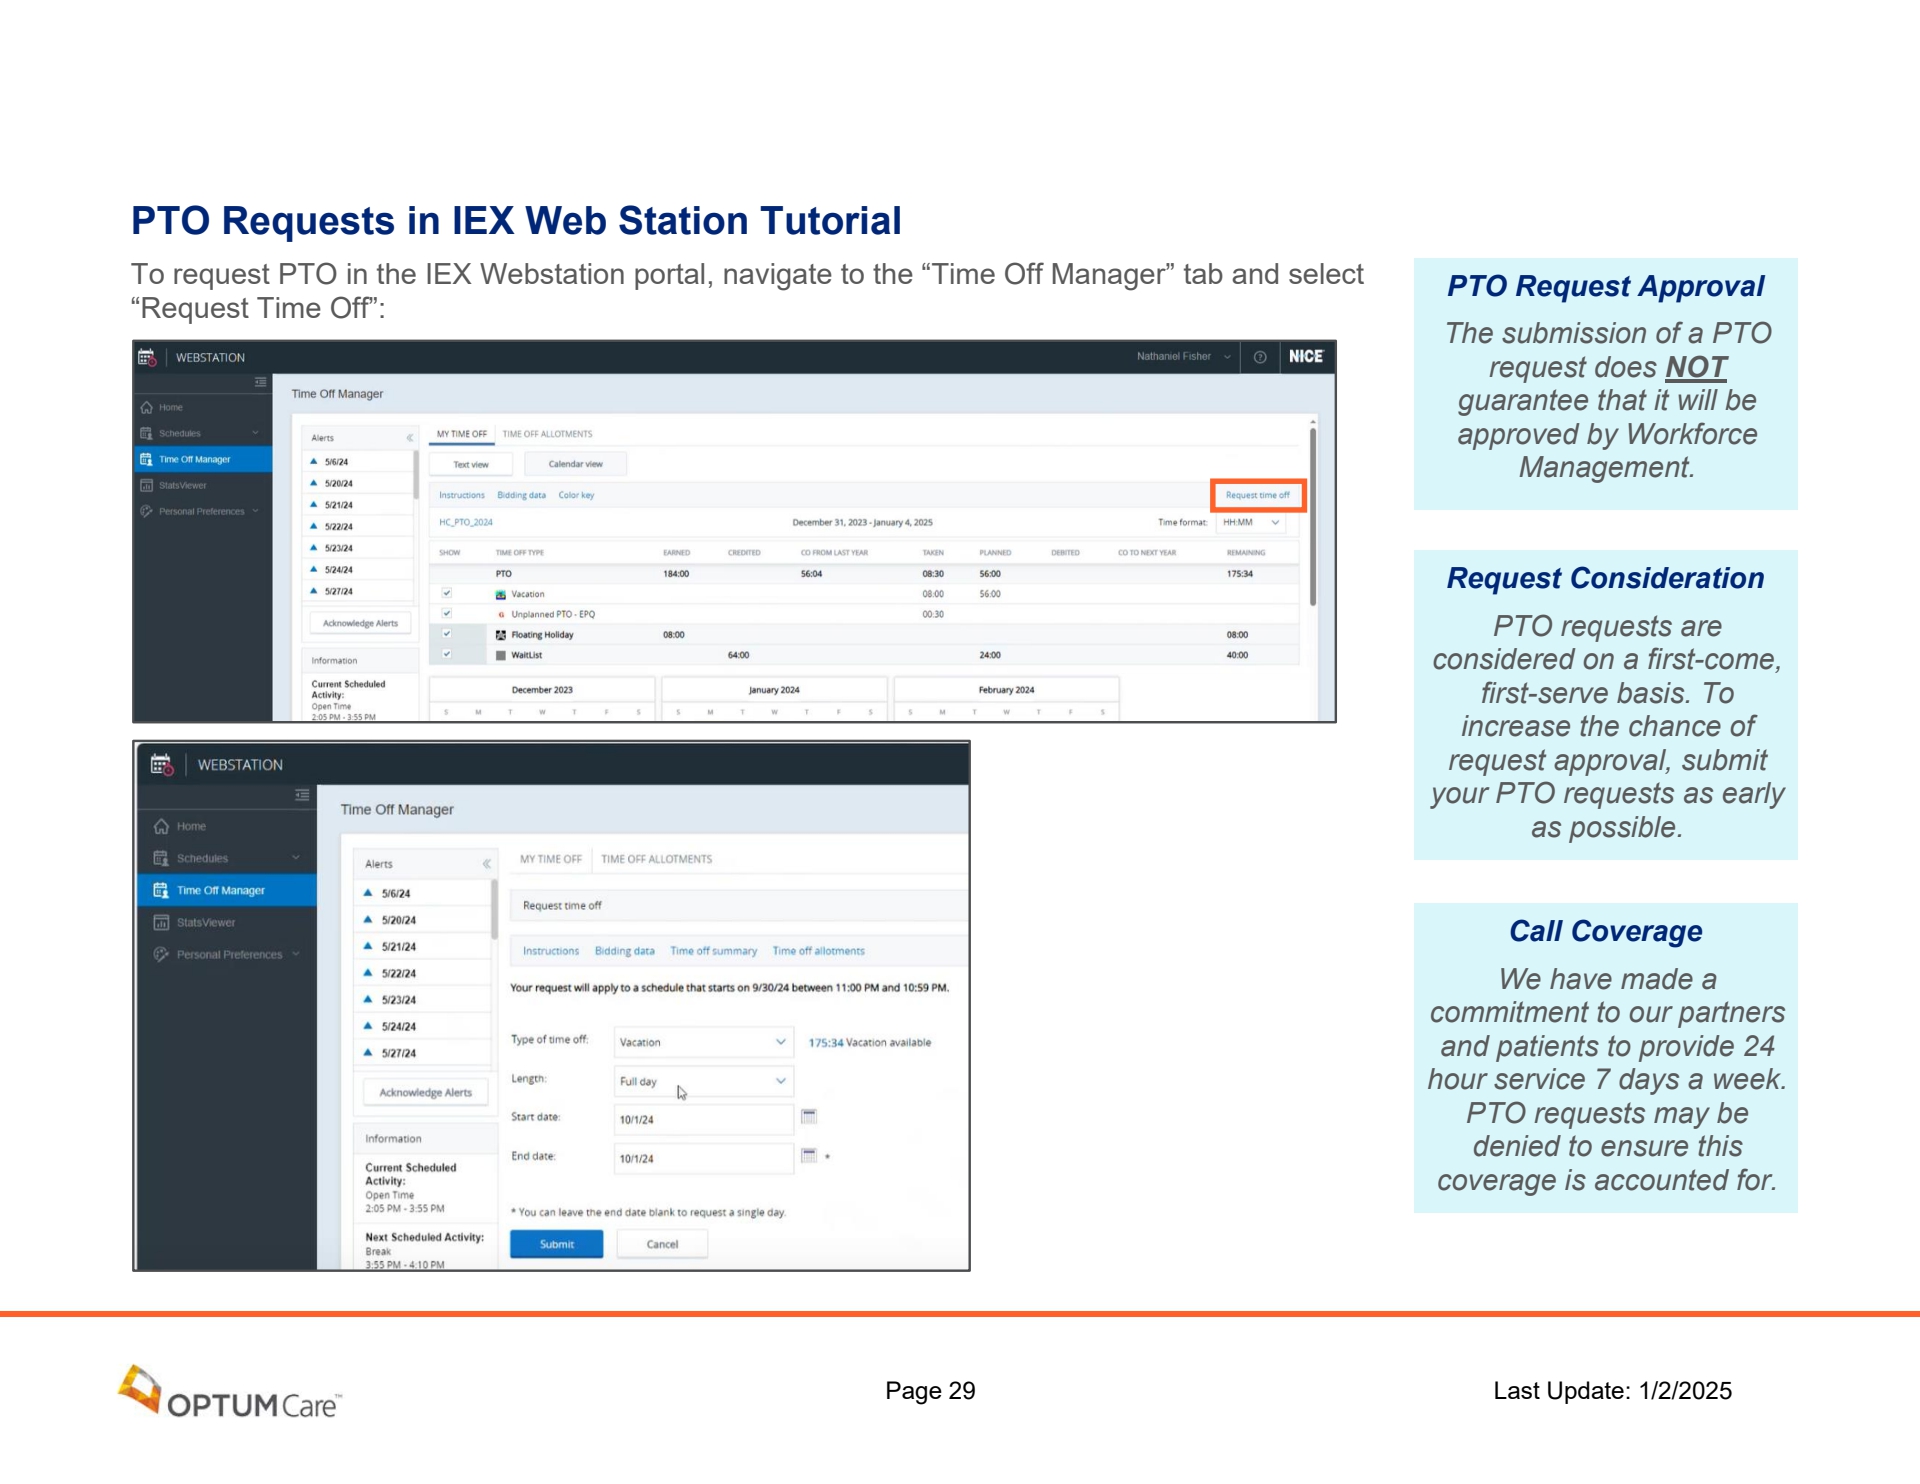 PTO Requests in IEX Web Station Tutorial
To request PTO in the IEX Webstation portal, navigate to the “Time Off Manager” tab and select
“Request Time Off”:
WEBSTATION
Nathaniel Fisher
NICE
Home
Schedules
Time Off Manager
StatsViewer
Personal Preferences
Time Off Manager
Alerts
5/6/24
5/20/24
5/21/24
5/22/24
5/23/24
5/24/24
5/27/24
Acknowledge Alerts
Information
Current Scheduled
Activity:
Open Time
2:05 PM - 3:55 PM
MY TIME OFF TIME OFF ALLOTMENTS
Text view Calendar view
Instructions Bidding data Color key Request time off
HC_PTO_2024 December 31, 2023 - January 4, 2025 Time format: HH:MM
SHOW TIME OFF TYPE EARNED CREDITED CO FROM LAST YEAR TAKEN PLANNED DEBITED CO TO NEXT YEAR REMAINING
PTO 184:00 56:04 08:30 56:00 175:34
Vacation 08:00 56:00
G Unplanned PTO - EPQ 00:30
Floating Holiday 08:00 08:00
WaitList 64:00 24:00 40:00
December 2023 January 2024 February 2024
S M T W T F S S M T W T F S S M T W T F S
WEBSTATION
Home
Schedules
Time Off Manager
StatsViewer
Personal Preferences
Time Off Manager
Alerts
5/6/24
5/20/24
5/21/24
5/22/24
5/23/24
5/24/24
5/27/24
Acknowledge Alerts
Information
Current Scheduled
Activity:
Open Time
2:05 PM - 3:55 PM
Next Scheduled Activity:
Break
3:55 PM - 4:10 PM
MY TIME OFF TIME OFF ALLOTMENTS
Request time off
Instructions Bidding data Time off summary Time off allotments
Your request will apply to a schedule that starts on 9/30/24 between 11:00 PM and 10:59 PM.
Type of time off: Vacation 175:34 Vacation available
Length: Full day
Start date: 10/1/24
End date: 10/1/24 *
* You can leave the end date blank to request a single day.
Submit Cancel
PTO Request Approval
The submission of a PTO
request does NOT
guarantee that it will be
approved by Workforce
Management.
Request Consideration
PTO requests are
considered on a first-come,
first-serve basis. To
increase the chance of
request approval, submit
your PTO requests as early
as possible.
Call Coverage
We have made a
commitment to our partners
and patients to provide 24
hour service 7 days a week.
PTO requests may be
denied to ensure this
coverage is accounted for.
OPTUMCare™
Page 29
Last Update: 1/2/2025